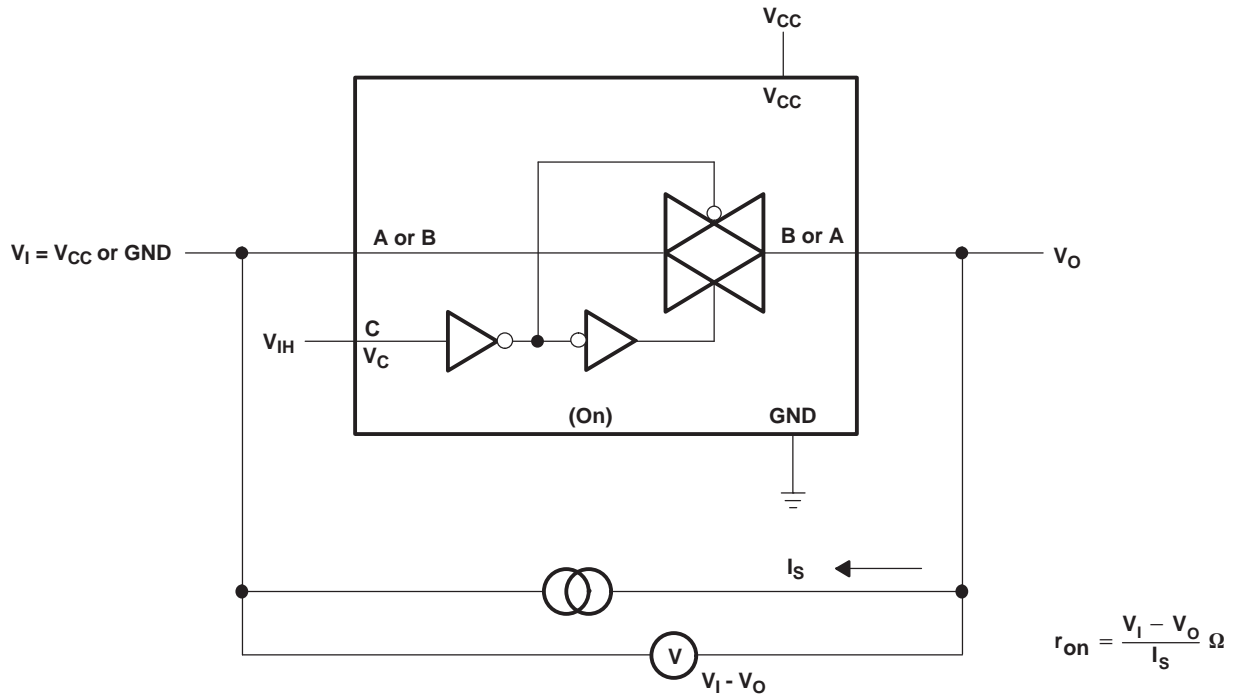 VCC
VCC
A or B
B or A
VI = VCC or GND
VO
C
VIH
VC
(On)
GND
IS
V
VI - VO
ron = VI − VO / IS Ω